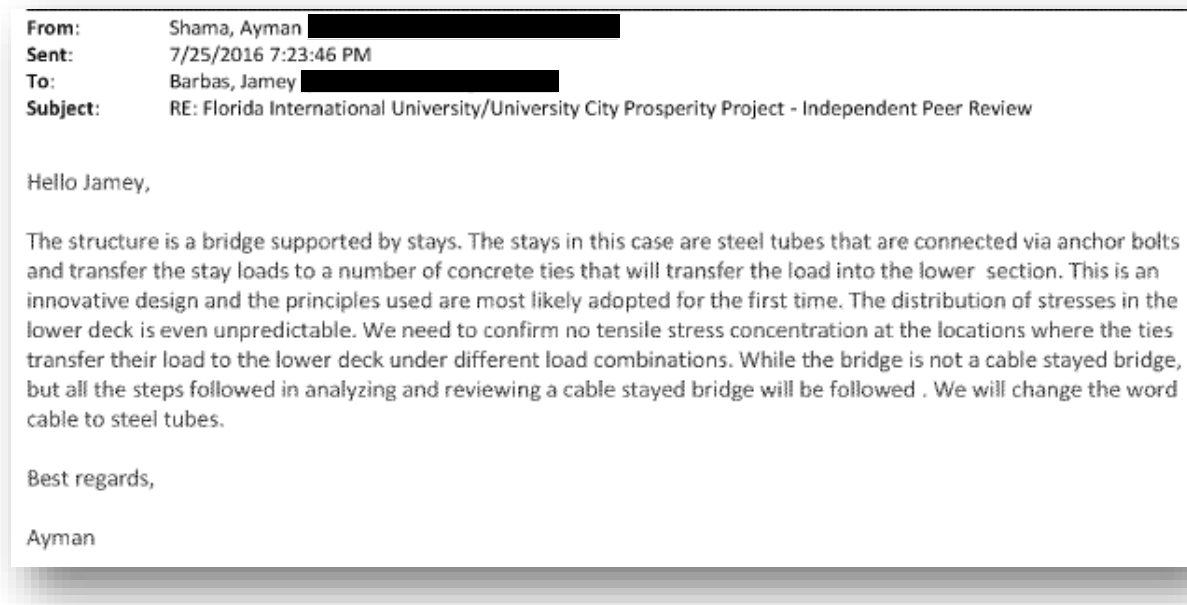 From: Shama, Ayman
Sent: 7/25/2016 7:23:46 PM
To: Barbas, Jamey
Subject: RE: Florida International University/University City Prosperity Project - Independent Peer Review
Hello Jamey,
The structure is a bridge supported by stays. The stays in this case are steel tubes that are connected via anchor bolts
and transfer the stay loads to a number of concrete ties that will transfer the load into the lower section. This is an
innovative design and the principles used are most likely adopted for the first time. The distribution of stresses in the
lower deck is even unpredictable. We need to confirm no tensile stress concentration at the locations where the ties
transfer their load to the lower deck under different load combinations. While the bridge is not a cable stayed bridge,
but all the steps followed in analyzing and reviewing a cable stayed bridge will be followed . We will change the word
cable to steel tubes.
Best regards,
Ayman